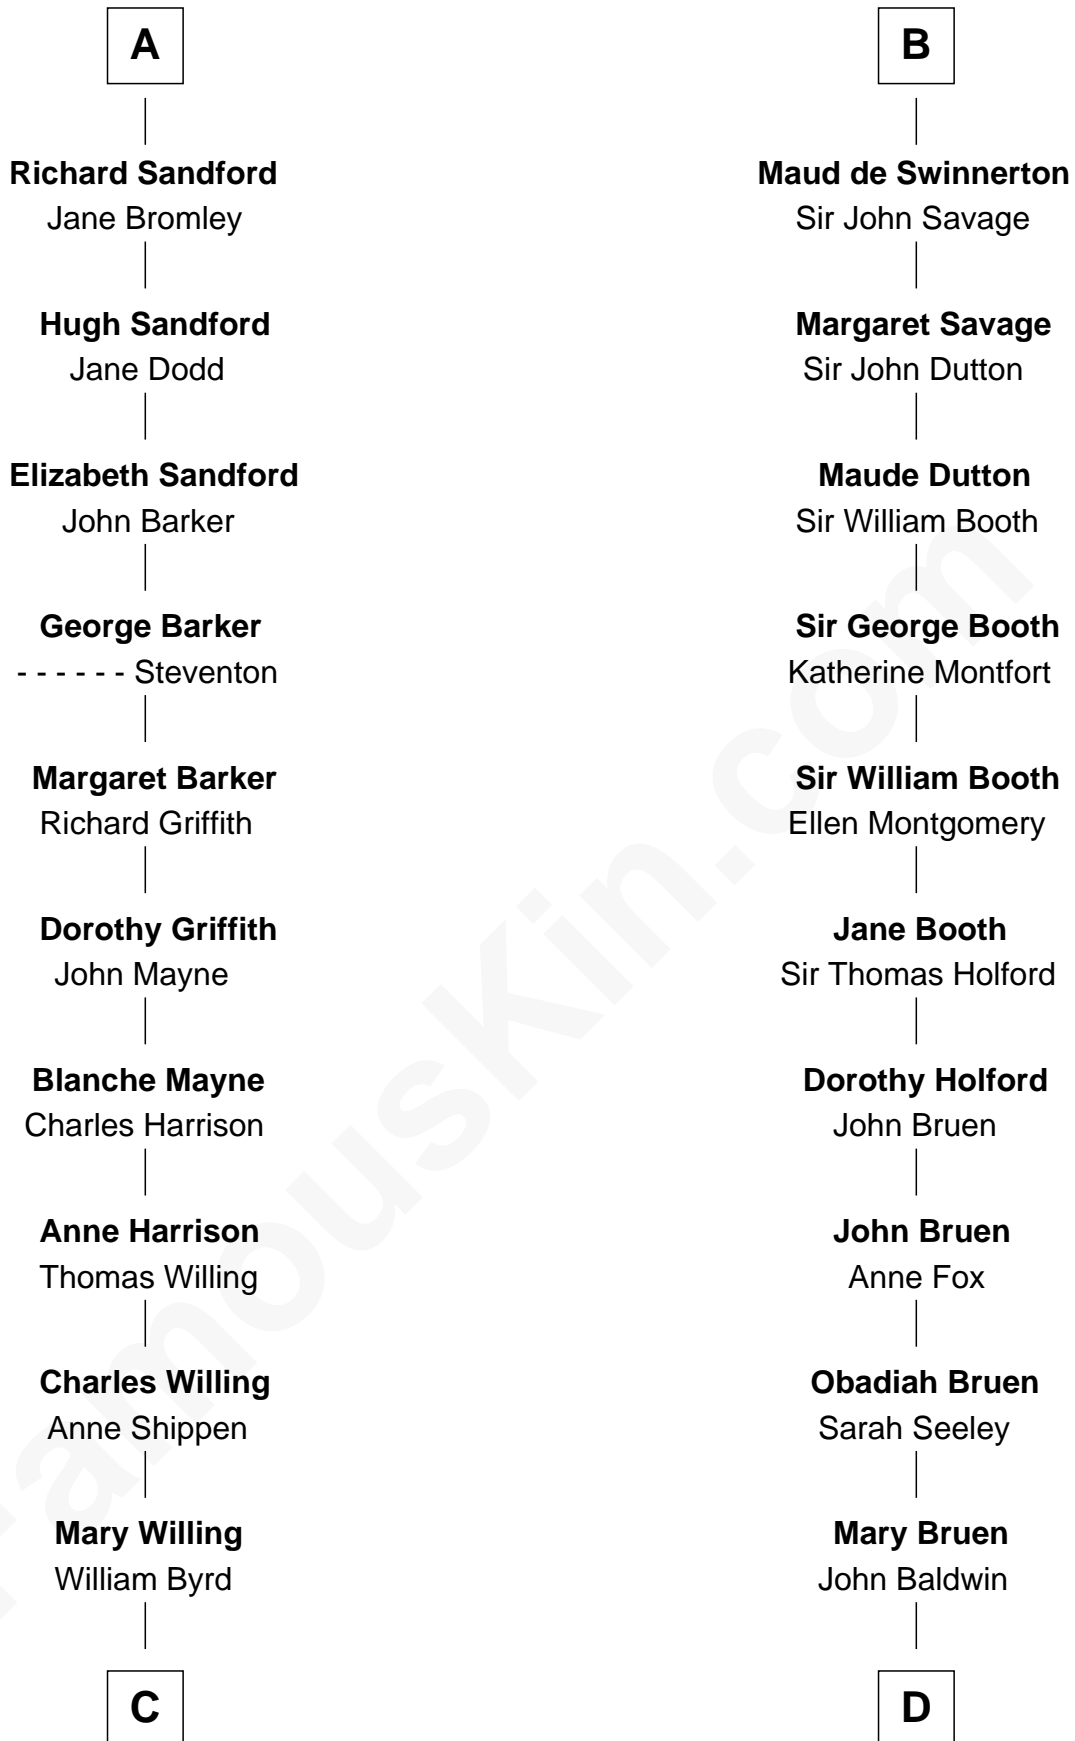 A
Richard Sandford
Jane Bromley
Hugh Sandford
Jane Dodd
Elizabeth Sandford
John Barker
George Barker
- - - - - - Steventon
Margaret Barker
Richard Griffith
Dorothy Griffith
John Mayne
Blanche Mayne
Charles Harrison
Anne Harrison
Thomas Willing
Charles Willing
Anne Shippen
Mary Willing
William Byrd
C
B
Maud de Swinnerton
Sir John Savage
Margaret Savage
Sir John Dutton
Maude Dutton
Sir William Booth
Sir George Booth
Katherine Montfort
Sir William Booth
Ellen Montgomery
Jane Booth
Sir Thomas Holford
Dorothy Holford
John Bruen
John Bruen
Anne Fox
Obadiah Bruen
Sarah Seeley
Mary Bruen
John Baldwin
D
FamousKin.com